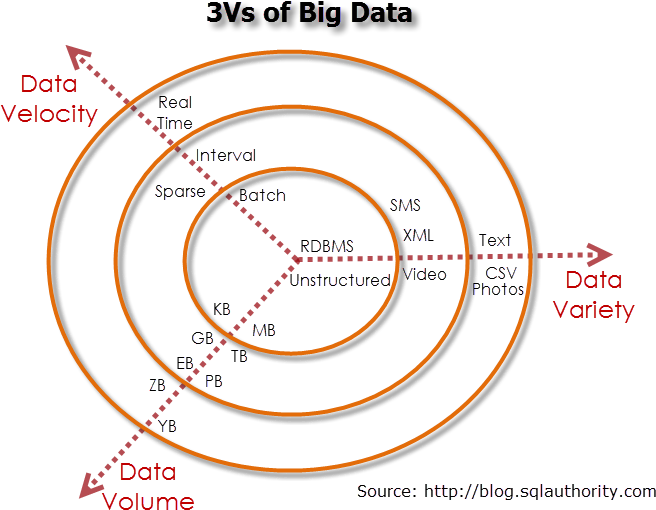 3Vs of Big Data
Data
Velocity
Real
Time
Interval
Sparse
Batch
SMS
XML
RDBMS
Text
Unstructured
Video
CSV
Photos
Data
Variety
KB
MB
GB
TB
EB
PB
ZB
YB
Data
Volume
Source: http://blog.sqlauthority.com